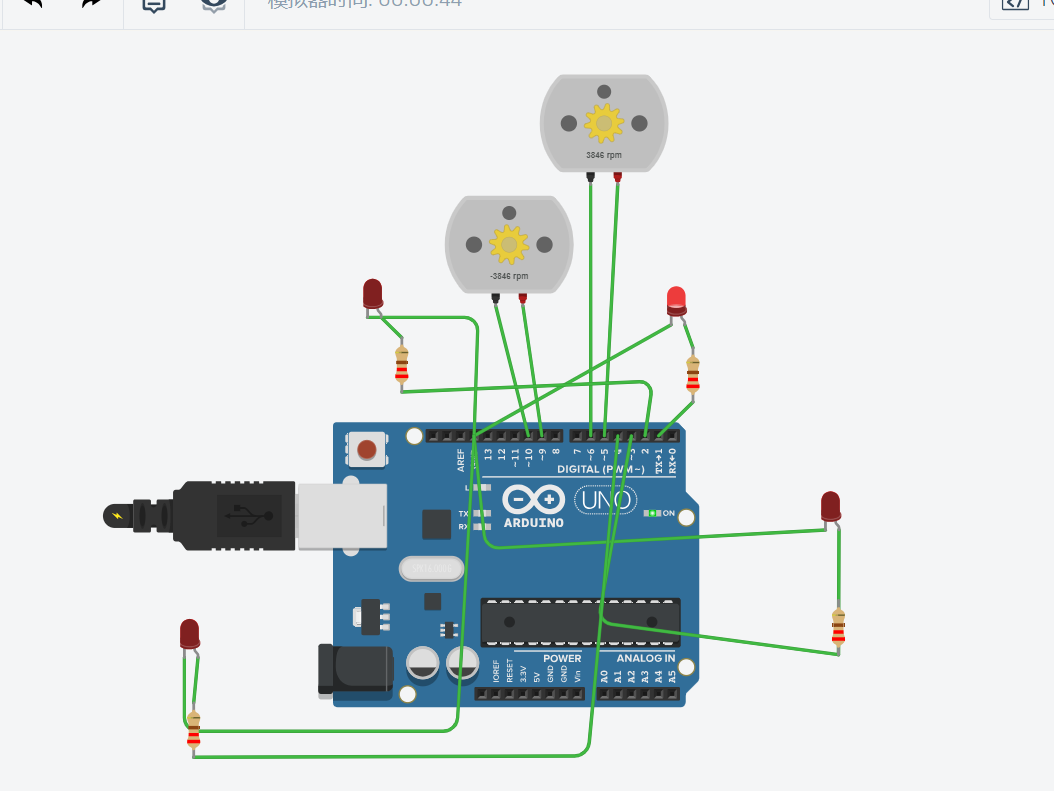 模拟器时间: 00:00:44
3846 rpm
-3846 rpm
AREF
13
12
~11
~10
~9
8
7
~6
~5
4
~3
2
TX→1
RX←0
DIGITAL (PWM~)
L
TX
RX
UNO
ARDUINO
ON
POWER
ANALOG IN
IOREF
RESET
3.3V
5V
GND
GND
Vin
A0
A1
A2
A3
A4
A5